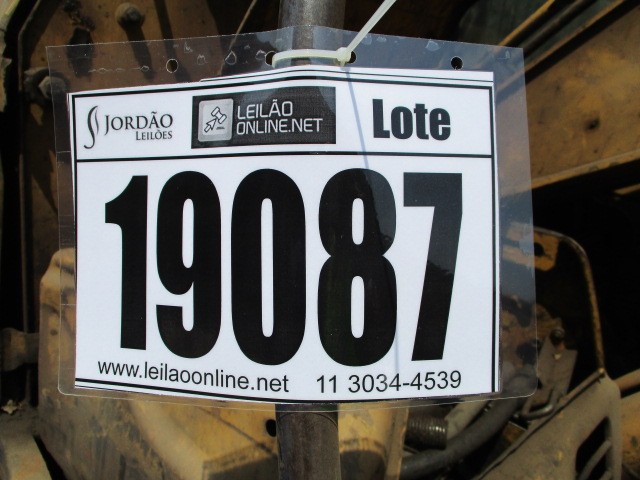 JORDÃO LEILÕES LEILÃO ONLINE.NET Lote
19087
www.leilaoonline.net 11 3034-4539